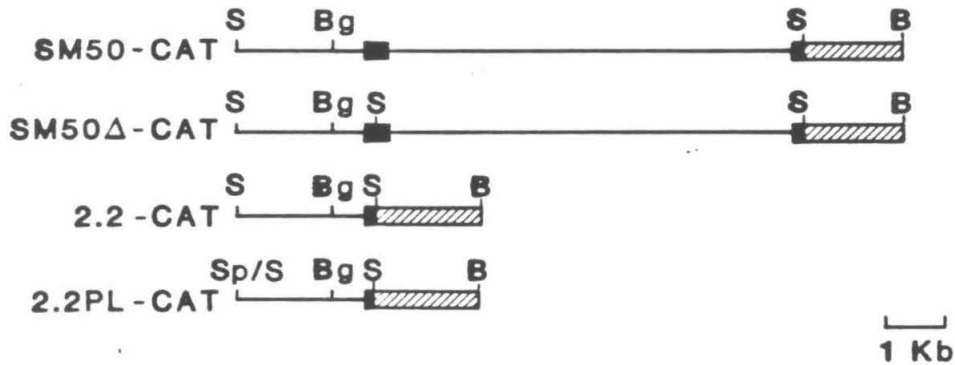 S Bg S B
SM50-CAT
S Bg S S B
SM50Δ-CAT
S Bg S B
2.2-CAT
Sp/S Bg S B
2.2PL-CAT
1 Kb